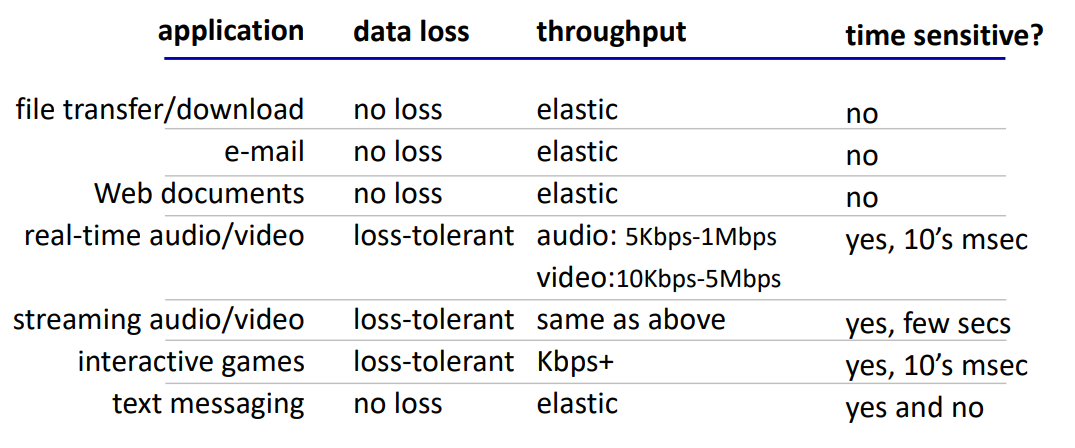 application data loss throughput time sensitive?
file transfer/download no loss elastic no
e-mail no loss elastic no
Web documents no loss elastic no
real-time audio/video loss-tolerant audio: 5Kbps-1Mbps yes, 10’s msec
video:10Kbps-5Mbps
streaming audio/video loss-tolerant same as above yes, few secs
interactive games loss-tolerant Kbps+ yes, 10’s msec
text messaging no loss elastic yes and no